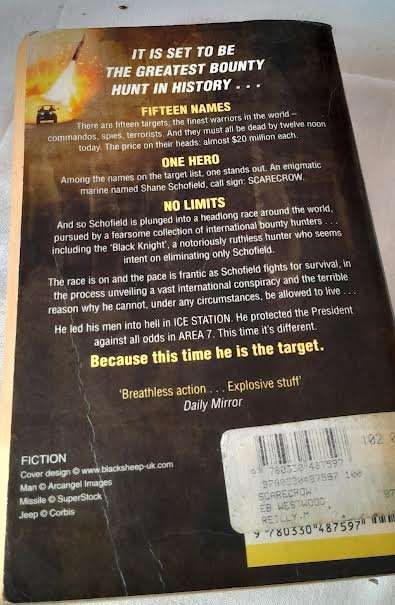 IT IS SET TO BE
THE GREATEST BOUNTY
HUNT IN HISTORY . . .
FIFTEEN NAMES
There are fifteen targets, the finest warriors in the world –
commandos, spies, terrorists. And they must all be dead by twelve noon
today. The price on their heads: almost $20 million each.
ONE HERO
Among the names on the target list, one stands out. An enigmatic
marine named Shane Schofield, call sign: SCARECROW.
NO LIMITS
And so Schofield is plunged into a headlong race around the world,
pursued by a fearsome collection of international bounty hunters . . .
including the 'Black Knight', a notoriously ruthless hunter who seems
intent on eliminating only Schofield.
The race is on and the pace is frantic as Schofield fights for survival, in
the process unveiling a vast international conspiracy and the terrible
reason why he cannot, under any circumstances, be allowed to live . . .
He led his men into hell in ICE STATION. He protected the President
against all odds in AREA 7. This time it's different.
Because this time he is the target.
'Breathless action . . . Explosive stuff'
Daily Mirror
FICTION
Cover design © www.blacksheep-uk.com
Man © Arcangel Images
Missile © SuperStock
Jeep © Corbis
102
9 780330 487597
100
SCARECROW
EB WESTWOOD
REILLY M
9 780330 487597